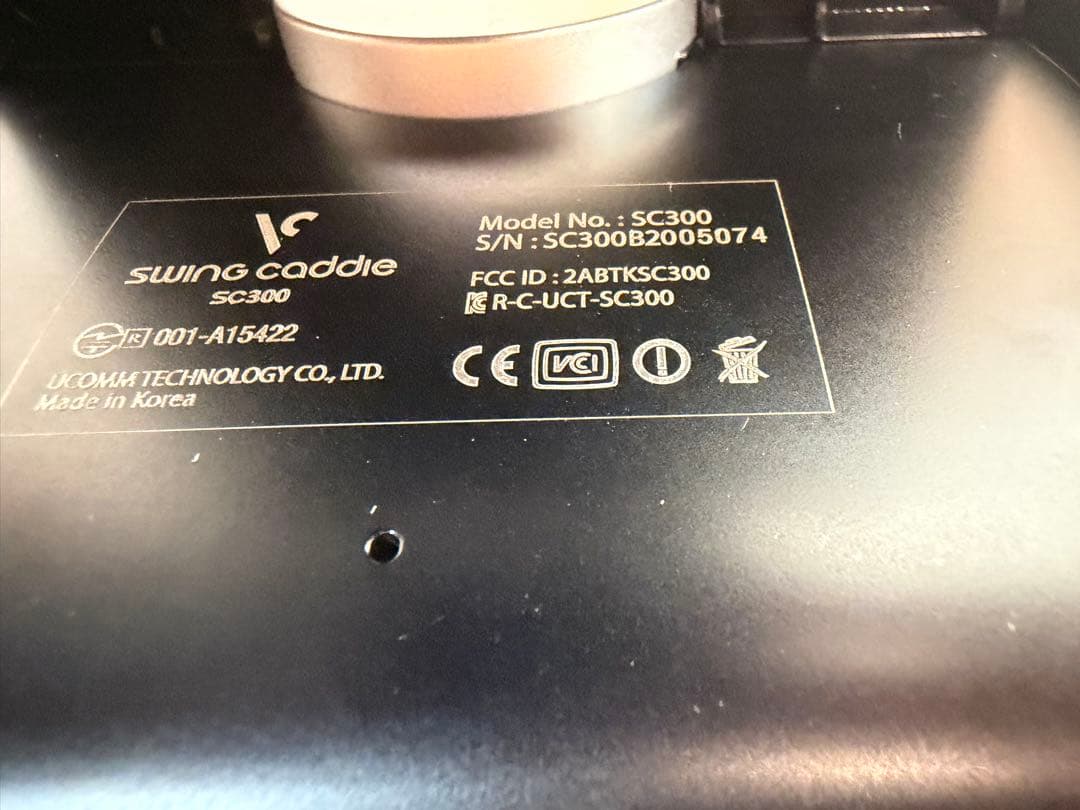 SWING CADDIE
SC300
R 001-A15422
UCOMM TECHNOLOGY CO., LTD.
Made in Korea
Model No. : SC300
S/N : SC300B2005074
FCC ID : 2ABTKSC300
R-C-UCT-SC300
CE VCCI